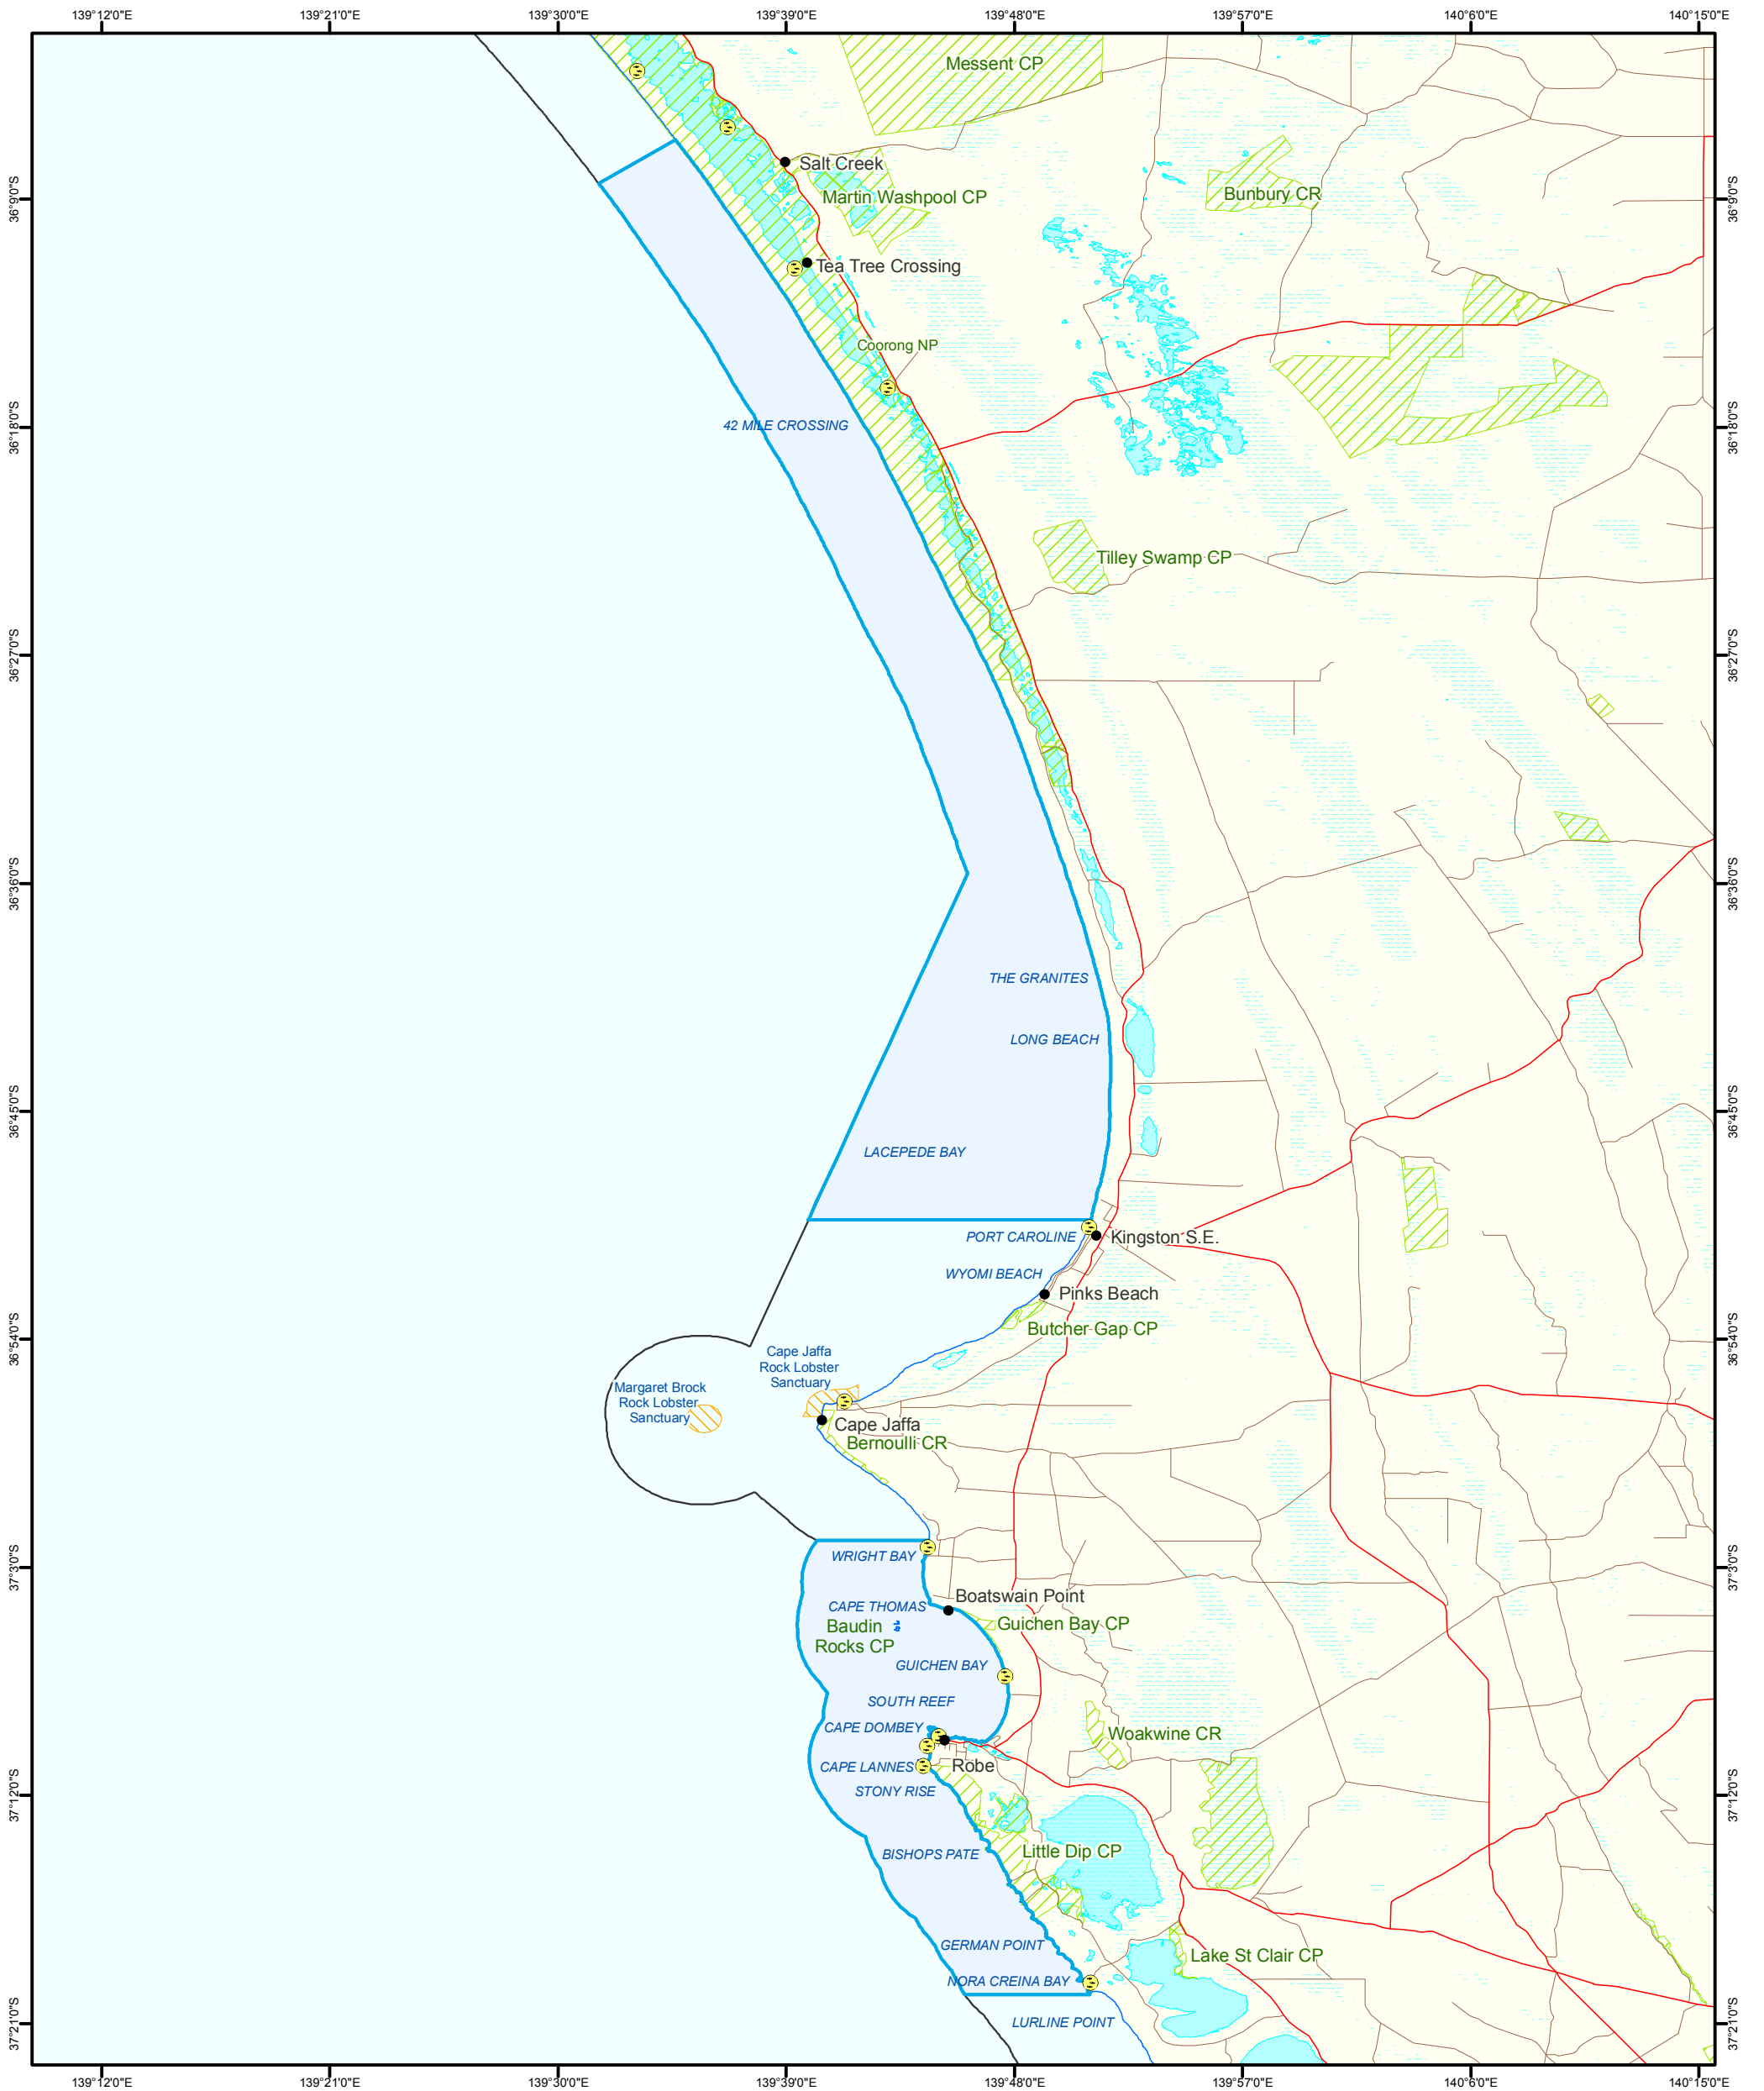 139°12'0"E
139°21'0"E
139°30'0"E
139°39'0"E
139°48'0"E
139°57'0"E
140°6'0"E
140°15'0"E
Messent CP
Salt Creek
Martin Washpool CP
Bunbury CR
36°9'0"S
36°9'0"S
Tea Tree Crossing
Coorong NP
42 MILE CROSSING
36°18'0"S
36°18'0"S
Tilley Swamp CP
36°27'0"S
36°27'0"S
36°36'0"S
36°36'0"S
THE GRANITES
LONG BEACH
36°45'0"S
36°45'0"S
LACEPEDE BAY
PORT CAROLINE
Kingston S.E.
WYOMI BEACH
Pinks Beach
Butcher Gap CP
36°54'0"S
36°54'0"S
Cape Jaffa
Rock Lobster
Sanctuary
Margaret Brock
Rock Lobster
Sanctuary
Cape Jaffa
Bernoulli CR
WRIGHT BAY
37°3'0"S
37°3'0"S
Boatswain Point
CAPE THOMAS
Baudin
Rocks CP
Guichen Bay CP
GUICHEN BAY
SOUTH REEF
CAPE DOMBEY
Woakwine CR
Robe
CAPE LANNES
STONY RISE
37°12'0"S
37°12'0"S
BISHOPS PATE
Little Dip CP
GERMAN POINT
Lake St Clair CP
NORA CREINA BAY
LURLINE POINT
37°21'0"S
37°21'0"S
139°12'0"E
139°21'0"E
139°30'0"E
139°39'0"E
139°48'0"E
139°57'0"E
140°6'0"E
140°15'0"E